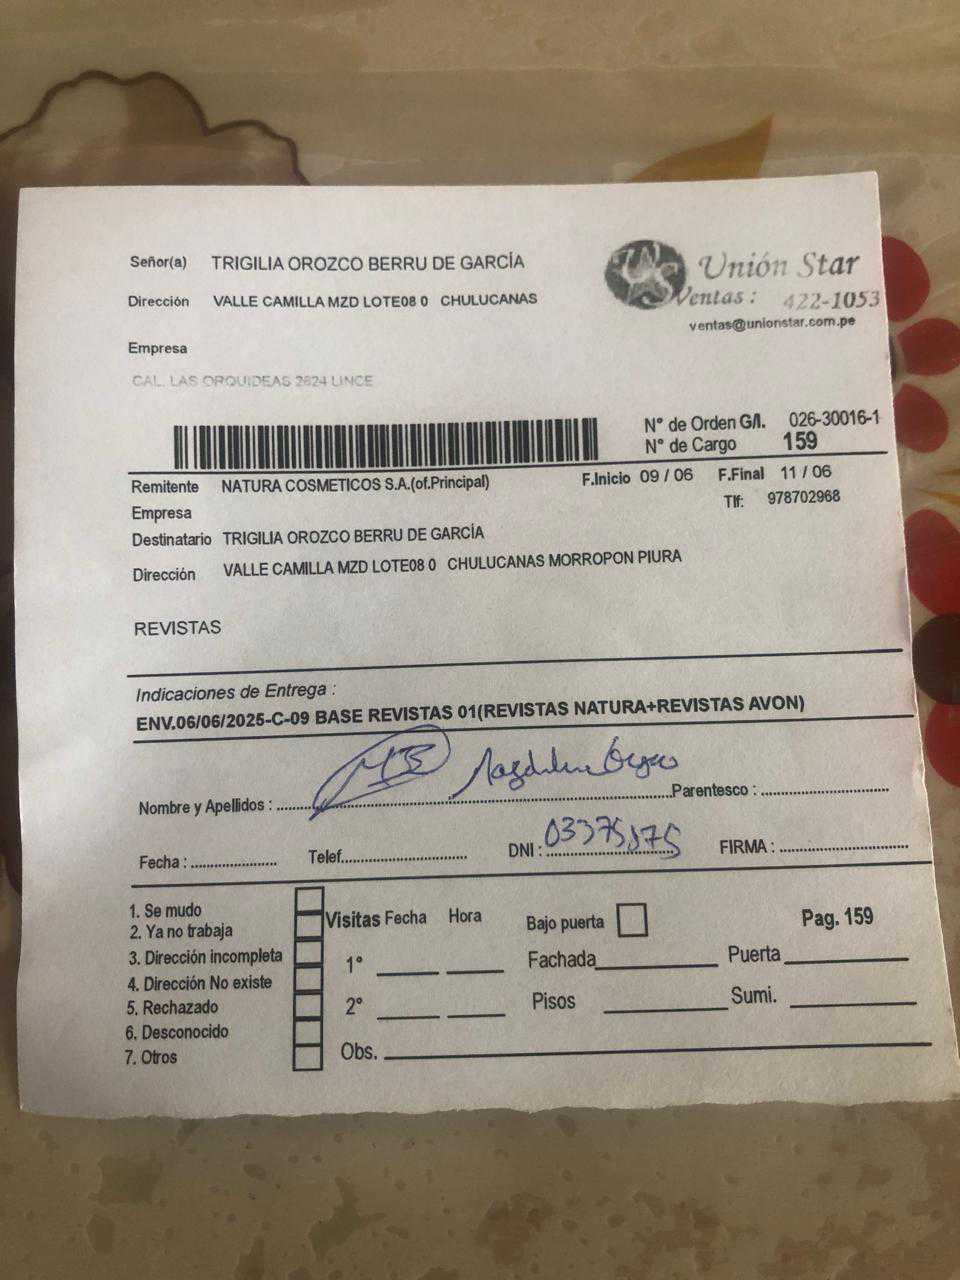 Señor(a) TRIGILIA OROZCO BERRU DE GARCÍA
Unión Star
Dirección VALLE CAMILLA MZD LOTE08 0 CHULUCANAS
Ventas : 422-1053
ventas@unionstar.com.pe
Empresa
CAL. LAS ORQUIDEAS 2624 LINCE
N° de Orden G/I. 026-30016-1
N° de Cargo 159
Remitente NATURA COSMETICOS S.A.(of.Principal) F.Inicio 09 / 06 F.Final 11 / 06
Empresa Tlf: 978702968
Destinatario TRIGILIA OROZCO BERRU DE GARCÍA
Dirección VALLE CAMILLA MZD LOTE08 0 CHULUCANAS MORROPON PIURA
REVISTAS
Indicaciones de Entrega :
ENV.06/06/2025-C-09 BASE REVISTAS 01(REVISTAS NATURA+REVISTAS AVON)
Nombre y Apellidos : Parentesco :
Fecha : Telef. DNI : FIRMA :
1. Se mudo
2. Ya no trabaja
3. Dirección incompleta
4. Dirección No existe
5. Rechazado
6. Desconocido
7. Otros
Visitas Fecha Hora
1°
2°
Obs.
Bajo puerta Pag. 159
Fachada Puerta
Pisos Sumi.